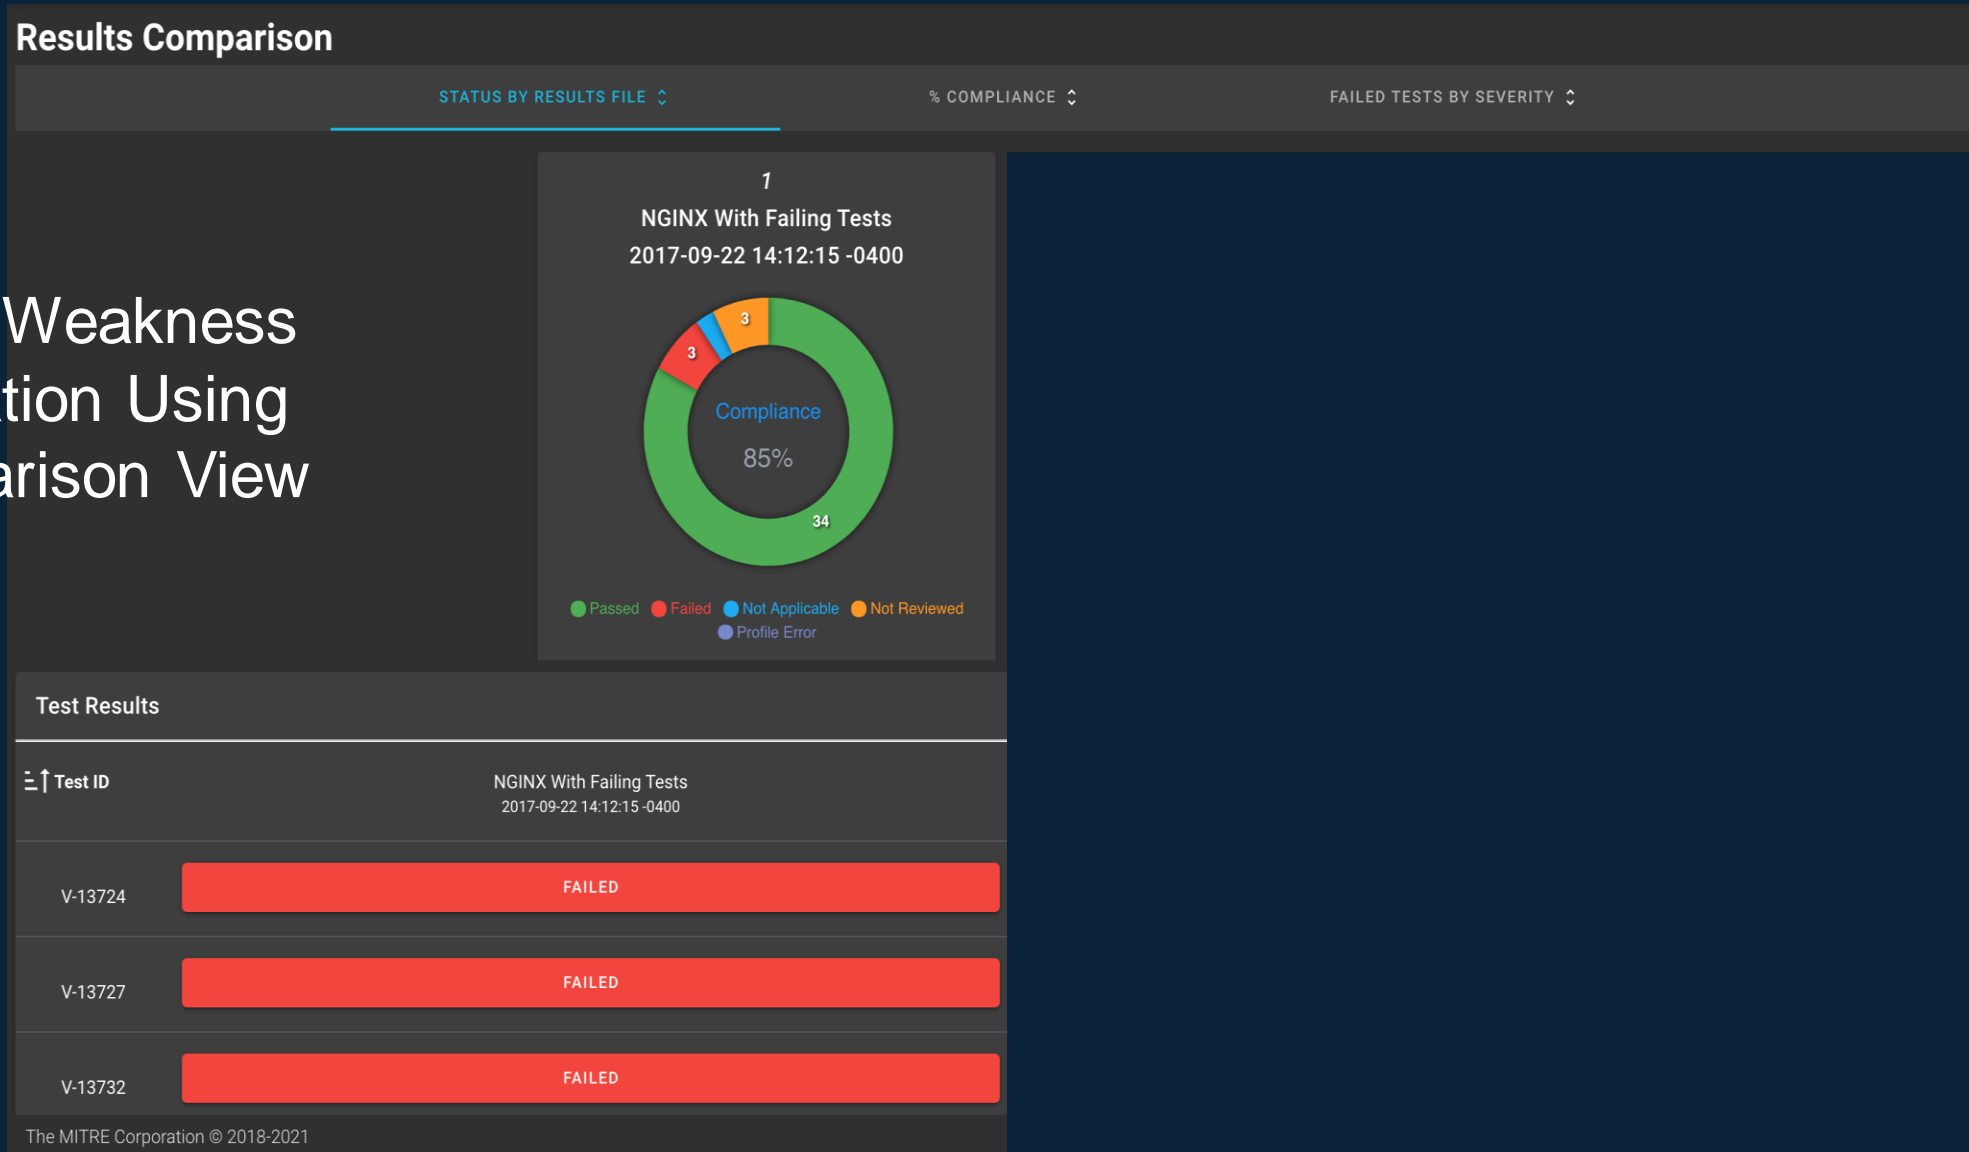 Results Comparison
STATUS BY RESULTS FILE
% COMPLIANCE
FAILED TESTS BY SEVERITY
1
NGINX With Failing Tests
2017-09-22 14:12:15 -0400
Weakness
tion Using
arison View
3
3
Compliance
85%
34
Passed Failed Not Applicable Not Reviewed
Profile Error
Test Results
Test ID
NGINX With Failing Tests
2017-09-22 14:12:15 -0400
V-13724 FAILED
V-13727 FAILED
V-13732 FAILED
The MITRE Corporation © 2018-2021